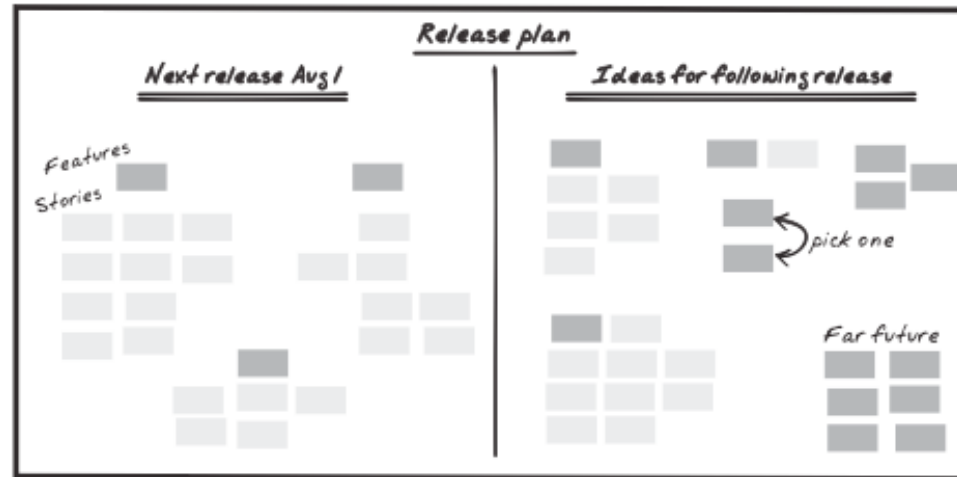 Release plan
Next release Aug 1
Features
Stories
Ideas for following release
pick one
Far future